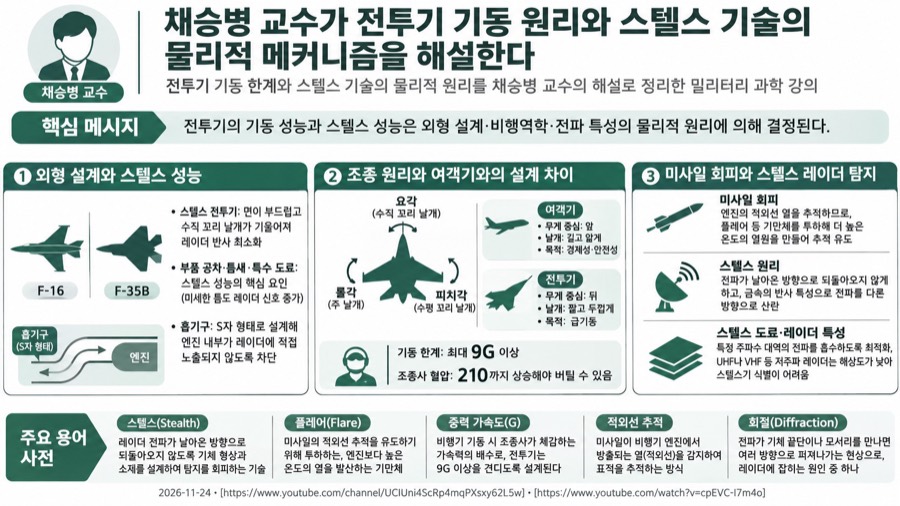 채승병 교수가 전투기 기동 원리와 스텔스 기술의
물리적 메커니즘을 해설한다
전투기 기동 한계와 스텔스 기술의 물리적 원리를 채승병 교수의 해설로 정리한 밀리터리 과학 강의
채승병 교수
핵심 메시지
전투기의 기동 성능과 스텔스 성능은 외형 설계·비행역학·전파 특성의 물리적 원리에 의해 결정된다.
1 외형 설계와 스텔스 성능
F-16
F-35B
• 스텔스 전투기: 면이 부드럽고
수직 꼬리 날개가 기울어져
레이더 반사 최소화
• 부품 공차·틈새·특수 도료:
스텔스 성능의 핵심 요인
(미세한 틈도 레이더 신호 증가)
흡기구
(S자 형태)
엔진
• 흡기구: S자 형태로 설계해
엔진 내부가 레이더에 직접
노출되지 않도록 차단
2 조종 원리와 여객기와의 설계 차이
요각
(수직 꼬리 날개)
롤각
(주 날개)
피치각
(수평 꼬리 날개)
여객기
• 무게 중심: 앞
• 날개: 길고 얇게
• 목적: 경제성·안전성
전투기
• 무게 중심: 뒤
• 날개: 짧고 두껍게
• 목적: 급기동
기동 한계: 최대 9G 이상
조종사 혈압: 210까지 상승해야 버틸 수 있음
3 미사일 회피와 스텔스 레이더 탐지
미사일 회피
엔진의 적외선 열을 추적하므로,
플레어 등 기만체를 투하해 더 높은
온도의 열원을 만들어 추적 유도
스텔스 원리
전파가 날아온 방향으로 되돌아오지 않게
하고, 금속의 반사 특성으로 전파를 다른
방향으로 산란
스텔스 도료·레이더 특성
특정 주파수 대역의 전파를 흡수하도록 최적화,
UHF나 VHF 등 저주파 레이더는 해상도가 낮아
스텔스기 식별이 어려움
주요 용어
사전
스텔스(Stealth)
레이더 전파가 날아온 방향으로
되돌아오지 않도록 기체 형상과
소재를 설계하여 탐지를 회피하는 기술
플레어(Flare)
미사일의 적외선 추적을 유도하기
위해 투하하는, 엔진보다 높은
온도의 열을 발산하는 기만체
중력 가속도(G)
비행기 기동 시 조종사가 체감하는
가속력의 배수로, 전투기는
9G 이상을 견디도록 설계된다
적외선 추적
미사일이 비행기 엔진에서
방출되는 열(적외선)을 감지하여
표적을 추적하는 방식
회절(Diffraction)
전파가 기체 끝단이나 모서리를 만나면
여러 방향으로 퍼져나가는 현상으로,
레이더에 잡히는 원인 중 하나
2026-11-24 • [https://www.youtube.com/channel/UCIUni4ScRp4mqPXsxy62L5w] • [https://www.youtube.com/watch?v=cpEVC-I7m4o]